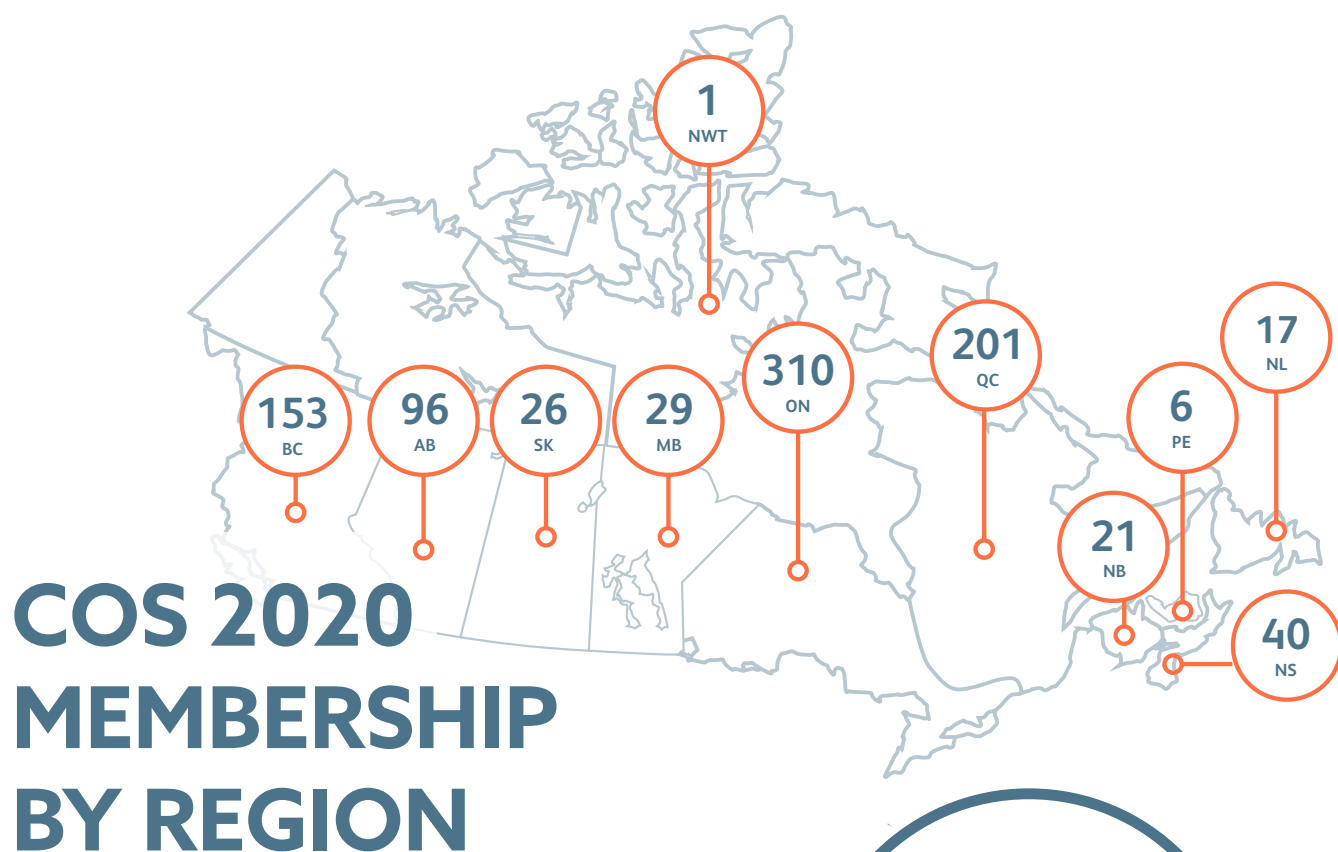 1
NWT
17
NL
201
QC
310
ON
6
PE
153
BC
96
AB
26
SK
29
MB
21
NB
40
NS
COS 2020
MEMBERSHIP
BY REGION